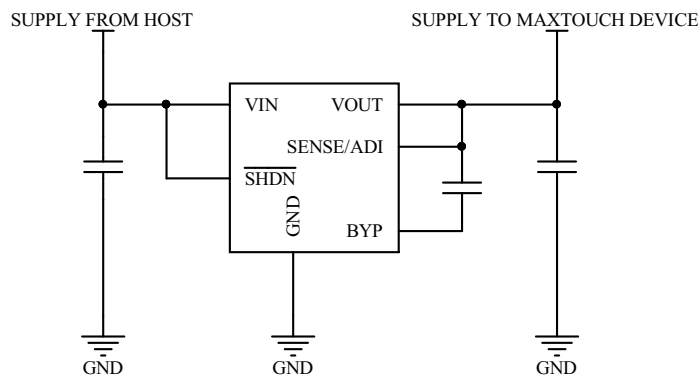 SUPPLY FROM HOST
SUPPLY TO MAXTOUCH DEVICE
VIN
VOUT
SENSE/ADI
SHDN
GND
BYP
GND
GND
GND